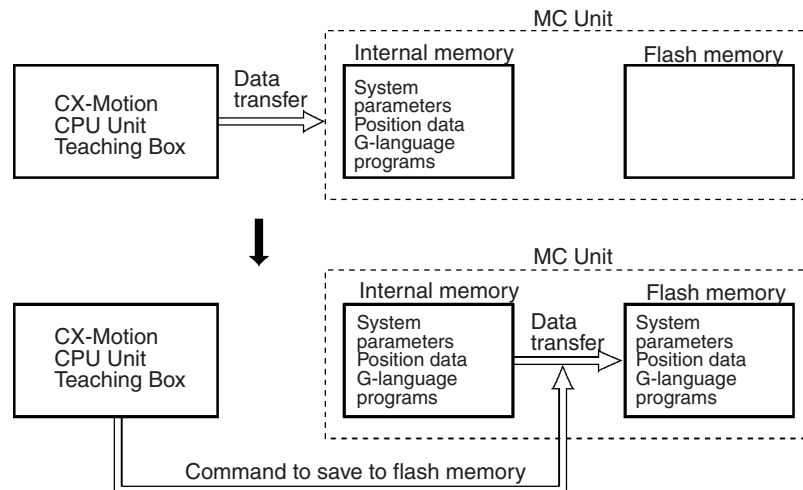 MC Unit
Internal memory
Flash memory
CX-Motion
CPU Unit
Teaching Box
Data
transfer
System
parameters
Position data
G-language
programs
MC Unit
Internal memory
Flash memory
CX-Motion
CPU Unit
Teaching Box
System
parameters
Position data
G-language
programs
Data
transfer
System
parameters
Position data
G-language
programs
Command to save to flash memory